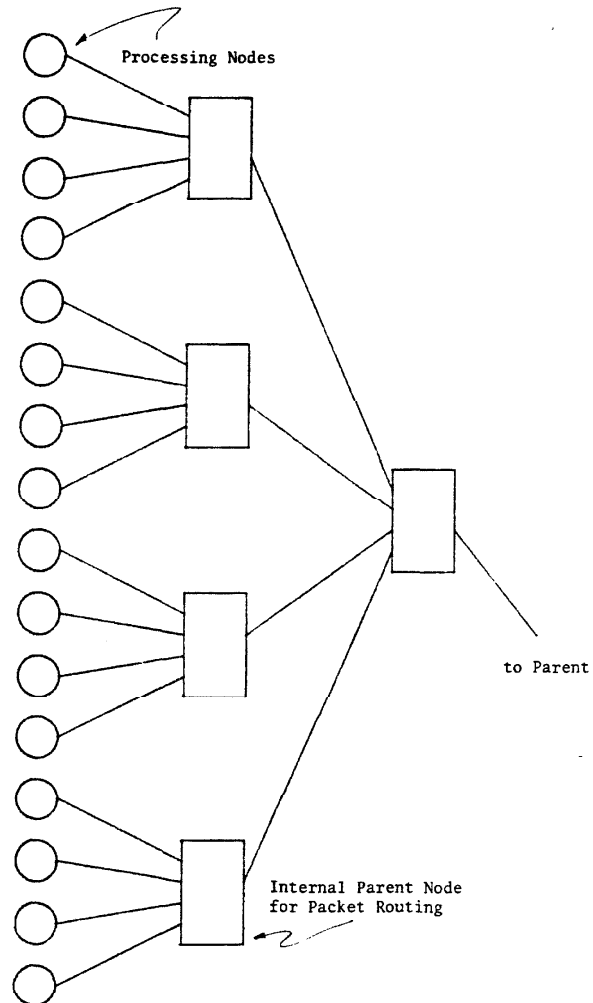 Processing Nodes
to Parent
Internal Parent Node
for Packet Routing